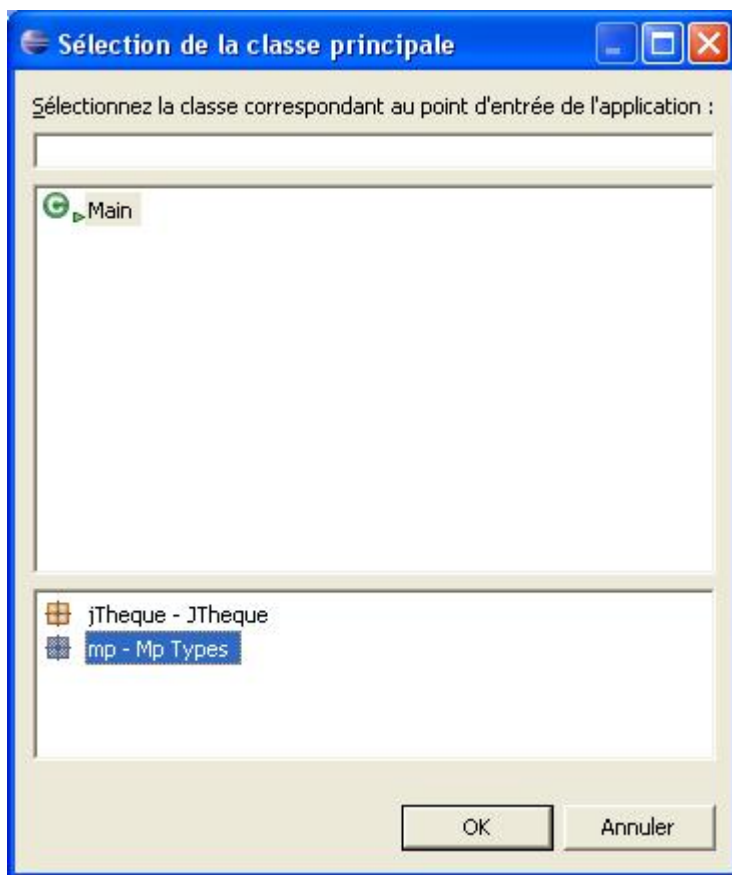 Sélection de la classe principale
Sélectionnez la classe correspondant au point d'entrée de l'application :
Main
jTheque - JTheque
mp - Mp Types
OK
Annuler